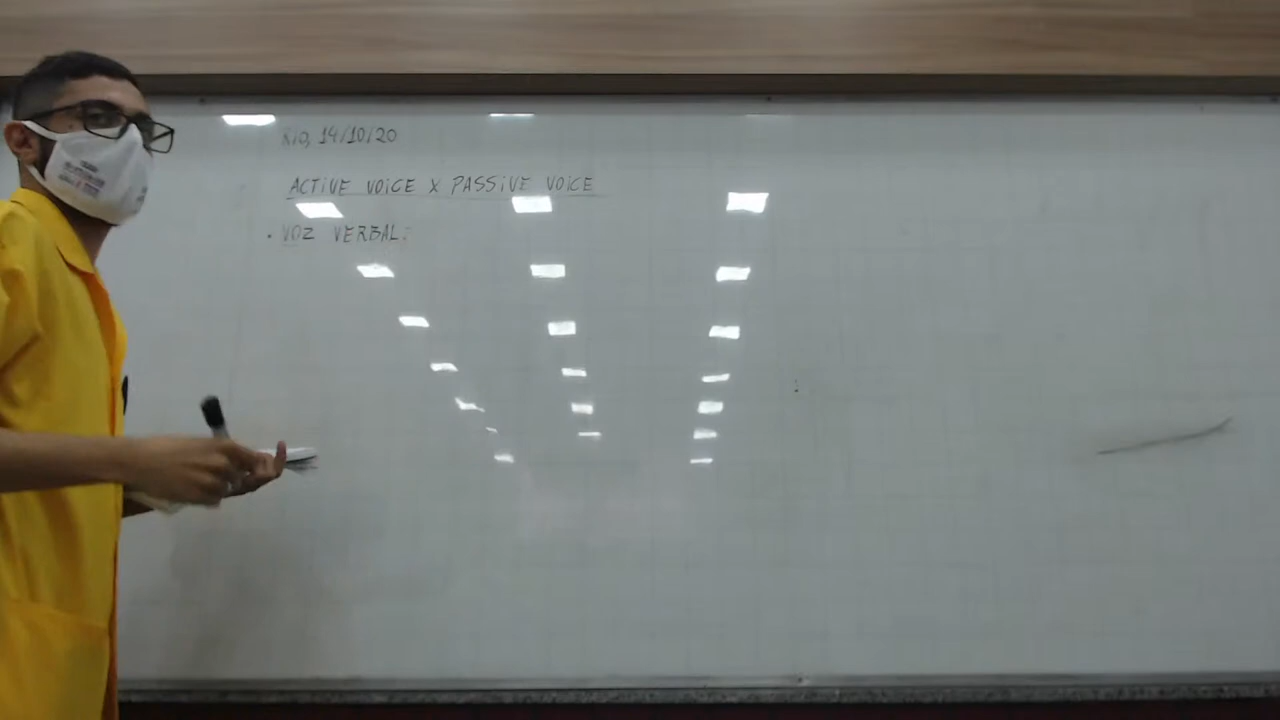 RIO, 14/10/20
ACTIVE VOICE X PASSIVE VOICE
• VOZ VERBAL: